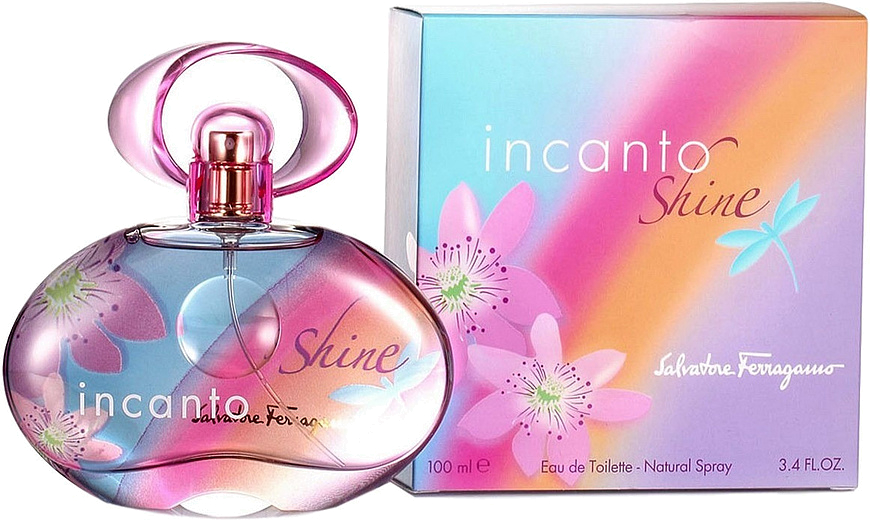 Shine
incanto
Salvatore Ferragamo
incanto
Shine
Salvatore Ferragamo
100 ml e
Eau de Toilette - Natural Spray
3.4 FL.OZ.